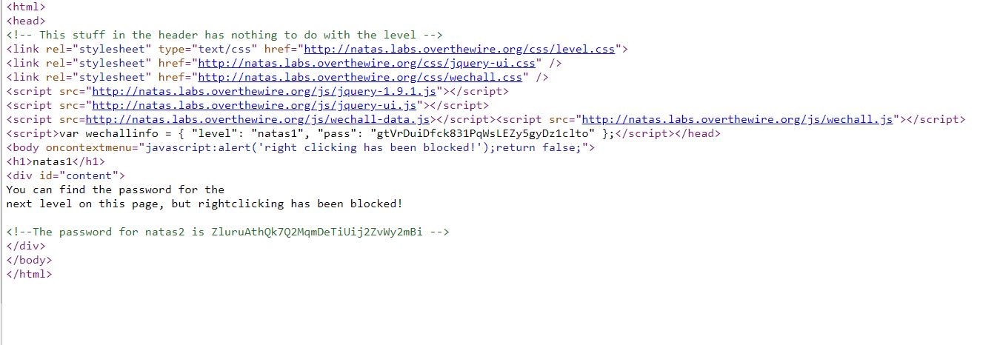 <html>
<head>
<!-- This stuff in the header has nothing to do with the level -->
<link rel="stylesheet" type="text/css" href="http://natas.labs.overthewire.org/css/level.css">
<link rel="stylesheet" href="http://natas.labs.overthewire.org/css/jquery-ui.css" />
<link rel="stylesheet" href="http://natas.labs.overthewire.org/css/wechall.css" />
<script src="http://natas.labs.overthewire.org/js/jquery-1.9.1.js"></script>
<script src="http://natas.labs.overthewire.org/js/jquery-ui.js"></script>
<script src=http://natas.labs.overthewire.org/js/wechall-data.js></script><script src="http://natas.labs.overthewire.org/js/wechall.js"></script>
<script>var wechallinfo = { "level": "natas1", "pass": "gtVrDuiDfck831PqWsLEZy5gyDz1clto" };</script></head>
<body oncontextmenu="javascript:alert('right clicking has been blocked!');return false;">
<h1>natas1</h1>
<div id="content">
You can find the password for the
next level on this page, but rightclicking has been blocked!
<!--The password for natas2 is ZluruAthQk7Q2MqmDeTiUij2ZvWy2mBi -->
</div>
</body>
</html>